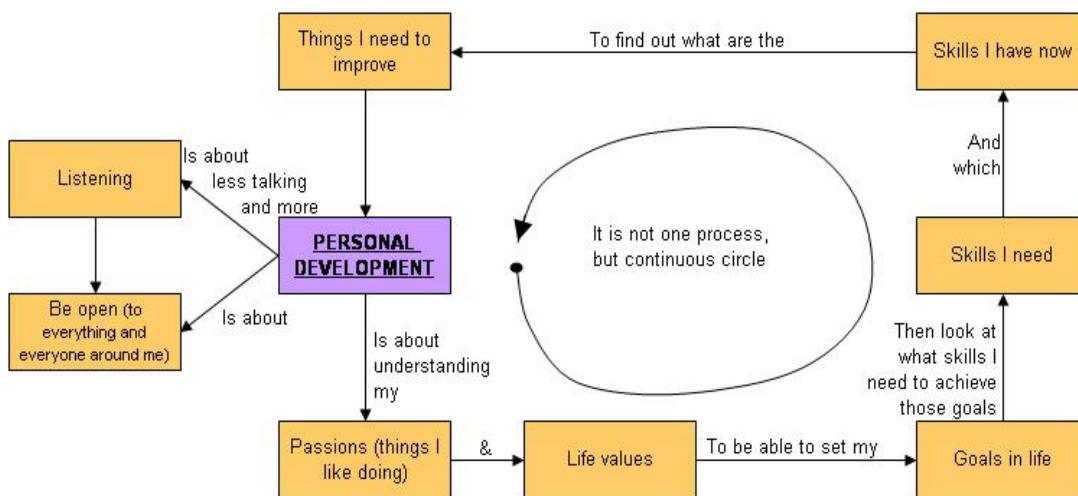 Things I need to
improve
To find out what are the
Skills I have now
Is about
less talking
and more
Listening
And
which
PERSONAL
DEVELOPMENT
It is not one process,
but continuous circle
Skills I need
Be open (to
everything and
everyone around me)
Is about
Is about
understanding
my
Then look at
what skills I
need to achieve
those goals
Passions (things I
like doing)
&
Life values
To be able to set my
Goals in life